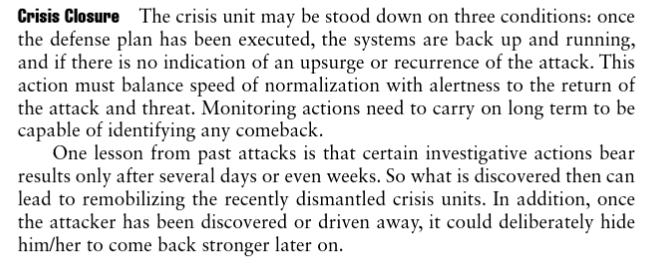 Crisis Closure The crisis unit may be stood down on three conditions: once
the defense plan has been executed, the systems are back up and running,
and if there is no indication of an upsurge or recurrence of the attack. This
action must balance speed of normalization with alertness to the return of
the attack and threat. Monitoring actions need to carry on long term to be
capable of identifying any comeback.
One lesson from past attacks is that certain investigative actions bear
results only after several days or even weeks. So what is discovered then can
lead to remobilizing the recently dismantled crisis units. In addition, once
the attacker has been discovered or driven away, it could deliberately hide
him/her to come back stronger later on.